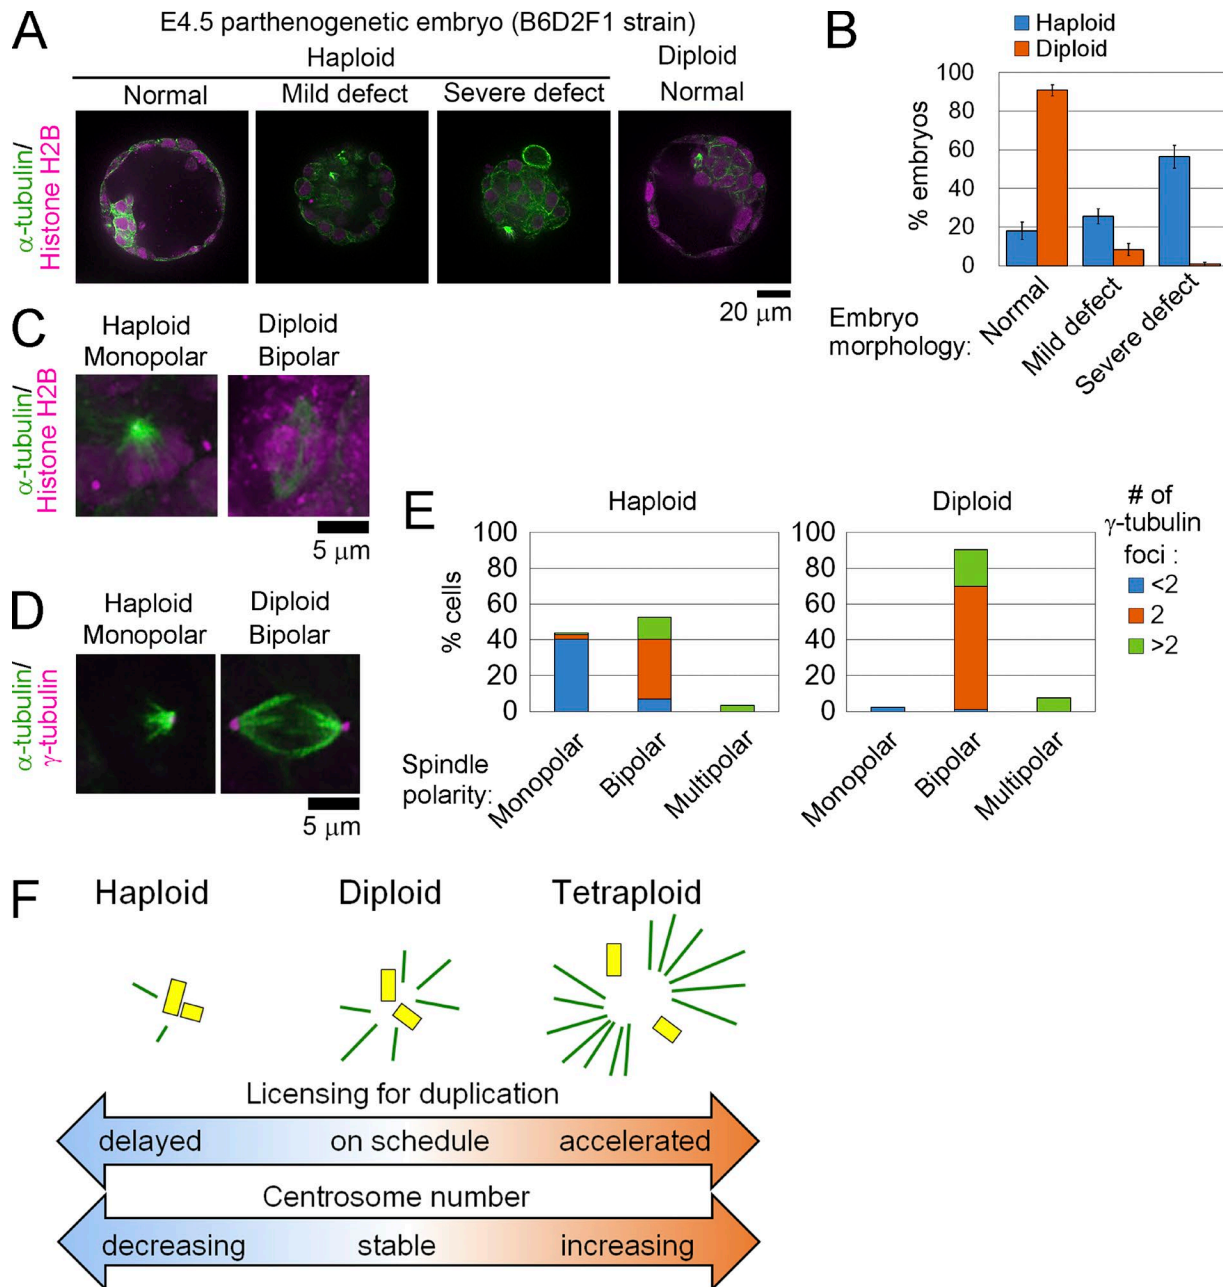 A
E4.5 parthenogenetic embryo (B6D2F1 strain)
Haploid
Diploid
Normal
Mild defect
Severe defect
Normal
α-tubulin/
Histone H2B
20 μm
B
Haploid
Diploid
% embryos
100
80
60
40
20
0
Embryo
morphology:
Normal
Mild defect
Severe defect
C
Haploid
Monopolar
Diploid
Bipolar
α-tubulin/
Histone H2B
5 μm
D
Haploid
Monopolar
Diploid
Bipolar
α-tubulin/
γ-tubulin
5 μm
E
Haploid
Diploid
% cells
100
80
60
40
20
0
100
80
60
40
20
0
# of
γ-tubulin
foci :
<2
2
>2
Spindle
polarity:
Monopolar
Bipolar
Multipolar
Monopolar
Bipolar
Multipolar
F
Haploid
Diploid
Tetraploid
Licensing for duplication
delayed
on schedule
accelerated
Centrosome number
decreasing
stable
increasing